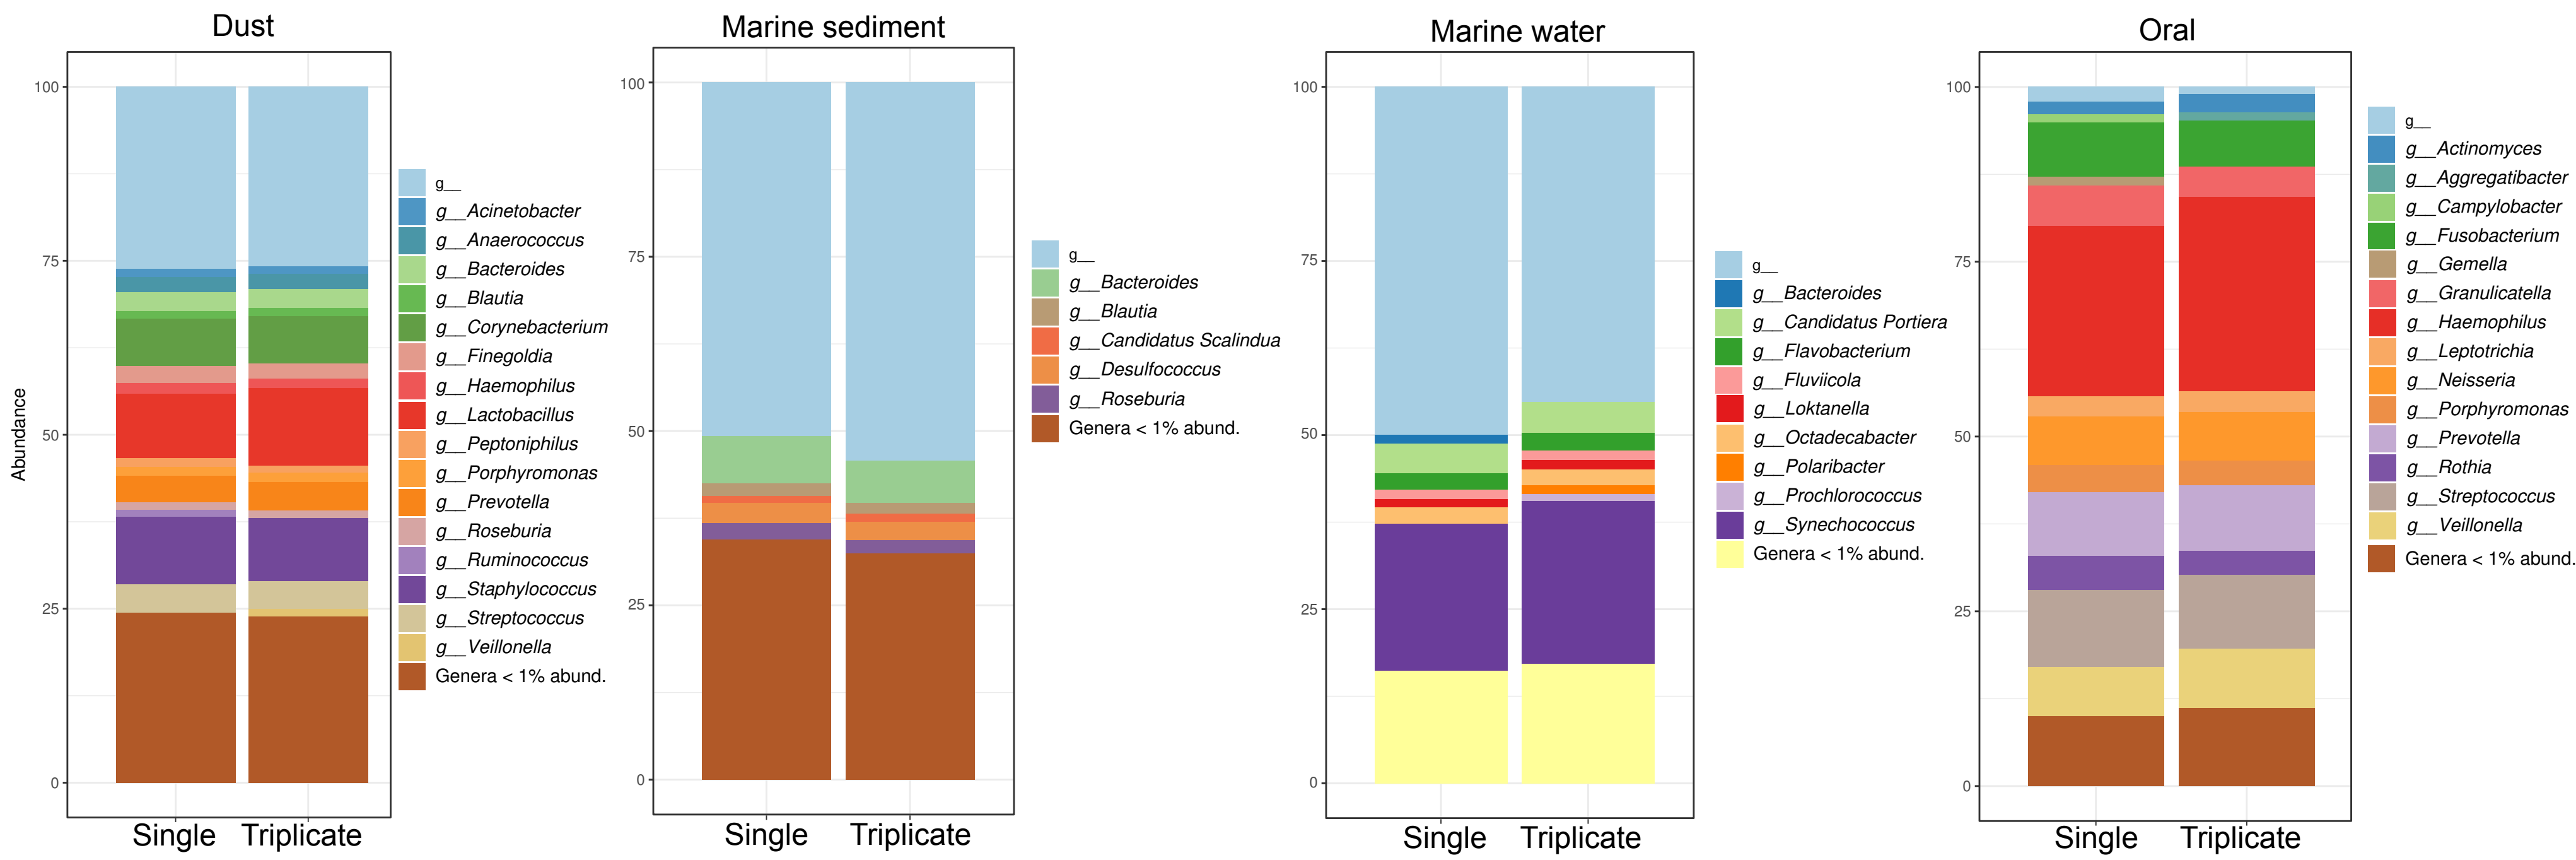 Dust
Abundance
100
75
50
25
0
Single Triplicate
g__
g__Acinetobacter
g__Anaerococcus
g__Bacteroides
g__Blautia
g__Corynebacterium
g__Finegoldia
g__Haemophilus
g__Lactobacillus
g__Peptoniphilus
g__Porphyromonas
g__Prevotella
g__Roseburia
g__Ruminococcus
g__Staphylococcus
g__Streptococcus
g__Veillonella
Genera < 1% abund.
Marine sediment
100
75
50
25
0
Single Triplicate
g__
g__Bacteroides
g__Blautia
g__Candidatus Scalindua
g__Desulfococcus
g__Roseburia
Genera < 1% abund.
Marine water
100
75
50
25
0
Single Triplicate
g__
g__Bacteroides
g__Candidatus Portiera
g__Flavobacterium
g__Fluviicola
g__Loktanella
g__Octadecabacter
g__Polaribacter
g__Prochlorococcus
g__Synechococcus
Genera < 1% abund.
Oral
100
75
50
25
0
Single Triplicate
g__
g__Actinomyces
g__Aggregatibacter
g__Campylobacter
g__Fusobacterium
g__Gemella
g__Granulicatella
g__Haemophilus
g__Leptotrichia
g__Neisseria
g__Porphyromonas
g__Prevotella
g__Rothia
g__Streptococcus
g__Veillonella
Genera < 1% abund.